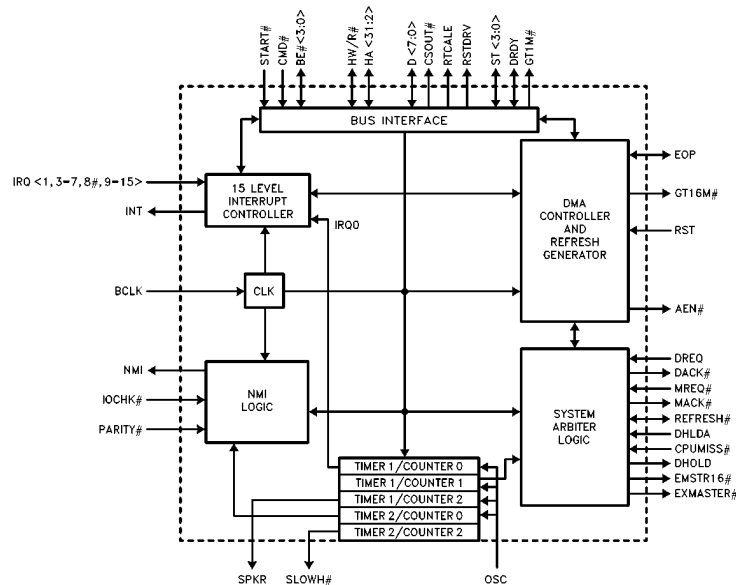 START#
CMD#
BE#<3:0>
HW/R#
HA <31:2>
D <7:0>
CSOUT#
RTCALE
RSTDRV
ST <3:0>
DRDY
GT1M#
BUS INTERFACE
IRQ <1,3-7,8#,9-15>
INT
15 LEVEL
INTERRUPT
CONTROLLER
IRQ0
DMA
CONTROLLER
AND
REFRESH
GENERATOR
EOP
GT16M#
RST
AEN#
BCLK
CLK
NMI
IOCHK#
PARITY#
NMI
LOGIC
SYSTEM
ARBITER
LOGIC
DREQ
DACK#
MREQ#
MACK#
REFRESH#
DHLDA
CPUMISS#
DHOLD
EMSTR16#
EXMASTER#
TIMER 1/COUNTER 0
TIMER 1/COUNTER 1
TIMER 1/COUNTER 2
TIMER 2/COUNTER 0
TIMER 2/COUNTER 2
SPKR
SLOWH#
OSC